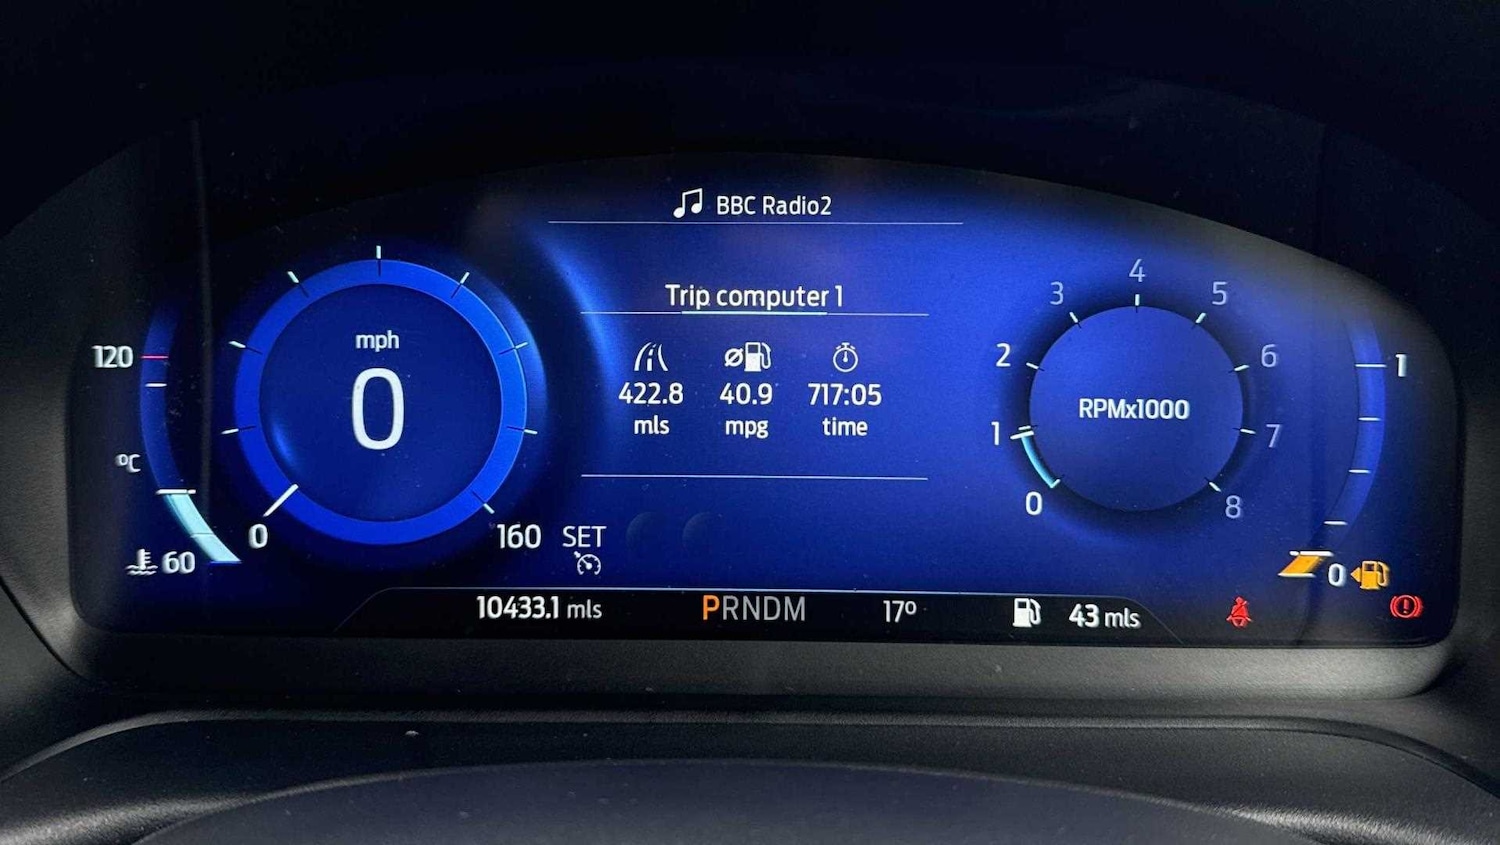 BBC Radio2
Trip computer 1
422.8 40.9 717:05
mls mpg time
mph
0
120
°C
60
0
160
SET
RPMx1000
0
1
2
3
4
5
6
7
8
1
0
10433.1 mls PRNDM 17° 43 mls